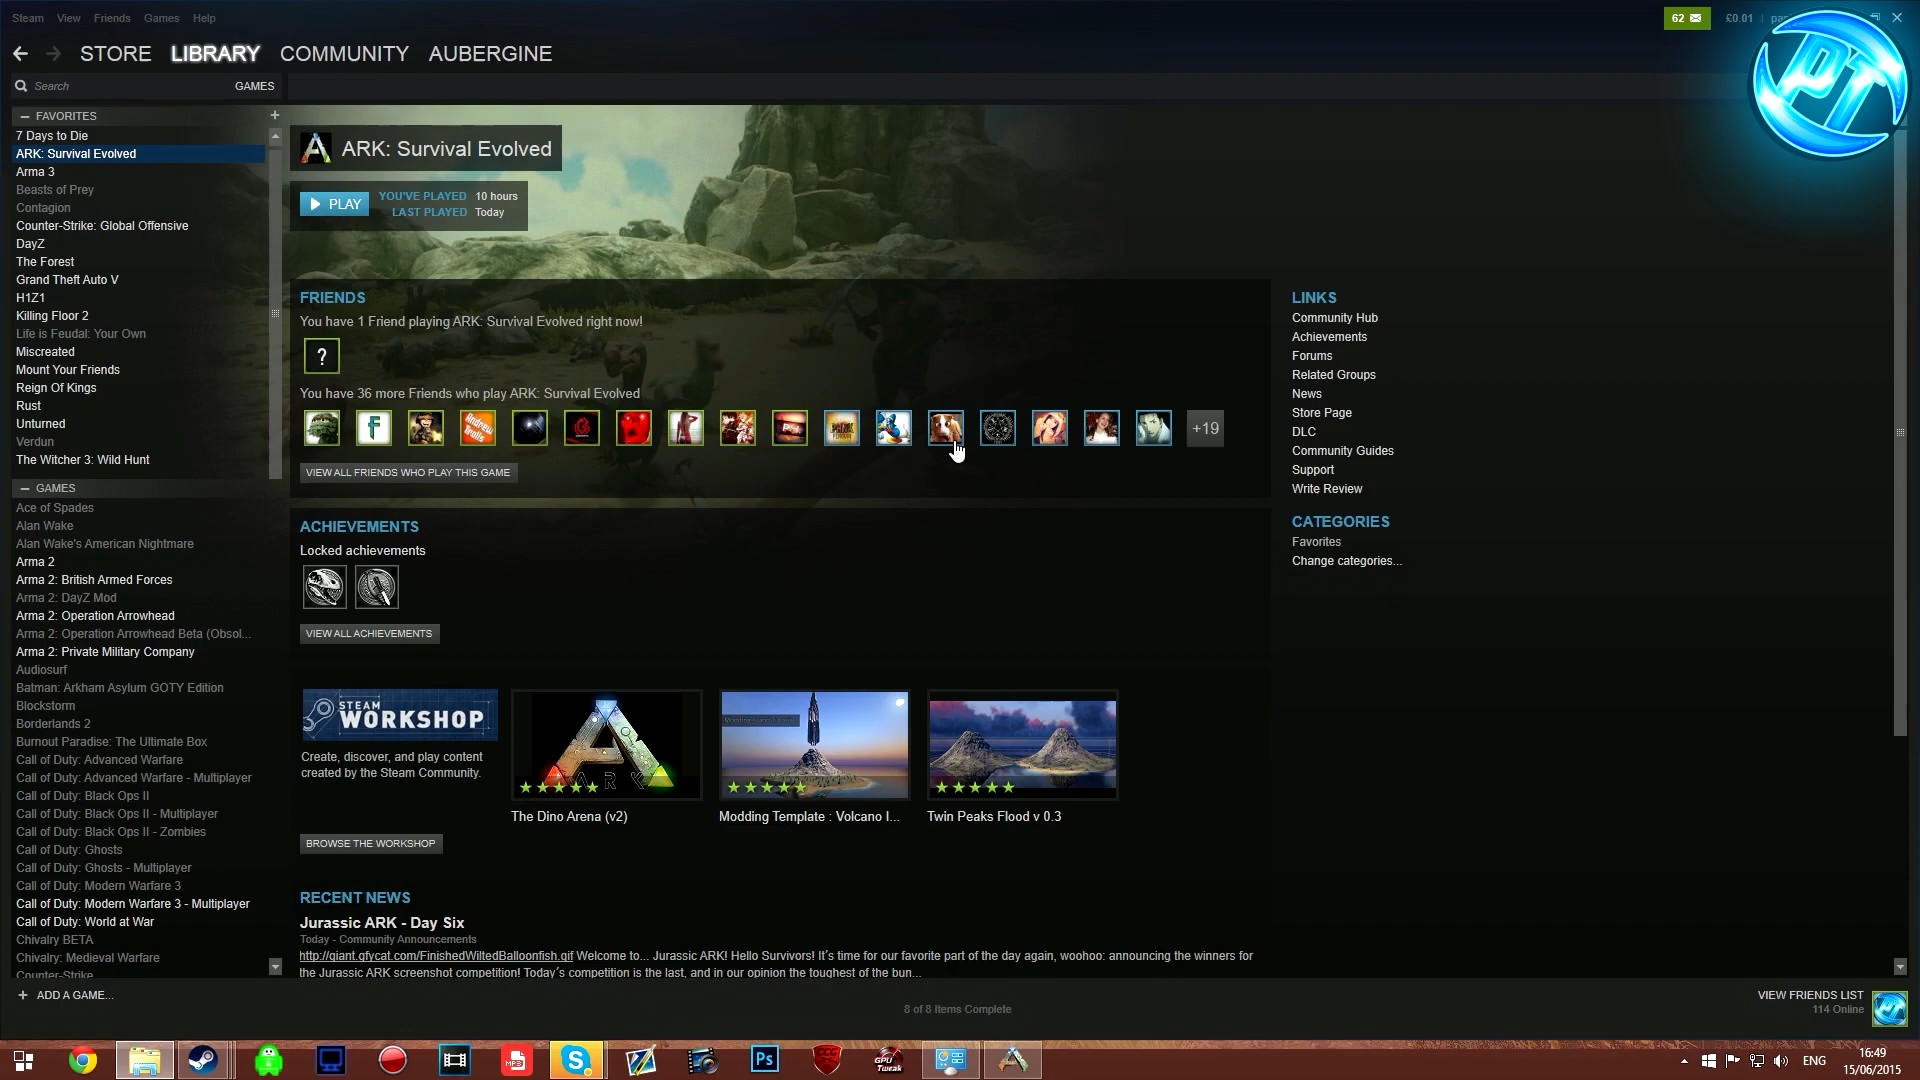 Steam View Friends Games Help
62
£0.01
STORE LIBRARY COMMUNITY AUBERGINE
Search
GAMES
PT
— FAVORITES +
7 Days to Die
ARK: Survival Evolved
Arma 3
Beasts of Prey
Contagion
Counter-Strike: Global Offensive
DayZ
The Forest
Grand Theft Auto V
H1Z1
Killing Floor 2
Life is Feudal: Your Own
Miscreated
Mount Your Friends
Reign Of Kings
Rust
Unturned
Verdun
The Witcher 3: Wild Hunt
— GAMES
Ace of Spades
Alan Wake
Alan Wake's American Nightmare
Arma 2
Arma 2: British Armed Forces
Arma 2: DayZ Mod
Arma 2: Operation Arrowhead
Arma 2: Operation Arrowhead Beta (Obsol...
Arma 2: Private Military Company
Audiosurf
Batman: Arkham Asylum GOTY Edition
Blockstorm
Borderlands 2
Burnout Paradise: The Ultimate Box
Call of Duty: Advanced Warfare
Call of Duty: Advanced Warfare - Multiplayer
Call of Duty: Black Ops II
Call of Duty: Black Ops II - Multiplayer
Call of Duty: Black Ops II - Zombies
Call of Duty: Ghosts
Call of Duty: Ghosts - Multiplayer
Call of Duty: Modern Warfare 3
Call of Duty: Modern Warfare 3 - Multiplayer
Call of Duty: World at War
Chivalry BETA
Chivalry: Medieval Warfare
Counter-Strike
+ ADD A GAME...
ARK: Survival Evolved
PLAY
YOU'VE PLAYED 10 hours
LAST PLAYED Today
FRIENDS
You have 1 Friend playing ARK: Survival Evolved right now!
?
You have 36 more Friends who play ARK: Survival Evolved
F
Andrew Trolls
+19
VIEW ALL FRIENDS WHO PLAY THIS GAME
ACHIEVEMENTS
Locked achievements
VIEW ALL ACHIEVEMENTS
STEAM
WORKSHOP
Create, discover, and play content
created by the Steam Community.
BROWSE THE WORKSHOP
ARK
The Dino Arena (v2)
Modding Template : Volcano I...
Twin Peaks Flood v 0.3
RECENT NEWS
Jurassic ARK - Day Six
Today - Community Announcements
http://giant.gfycat.com/FinishedWiltedBalloonfish.gif Welcome to... Jurassic ARK! Hello Survivors! It's time for our favorite part of the day again, woohoo: announcing the winners for
the Jurassic ARK screenshot competition! Today's competition is the last, and in our opinion the toughest of the bun...
LINKS
Community Hub
Achievements
Forums
Related Groups
News
Store Page
DLC
Community Guides
Support
Write Review
CATEGORIES
Favorites
Change categories...
8 of 8 Items Complete
VIEW FRIENDS LIST
114 Online
MP3
Ps
GPU Tweak
ENG
16:49
15/06/2015